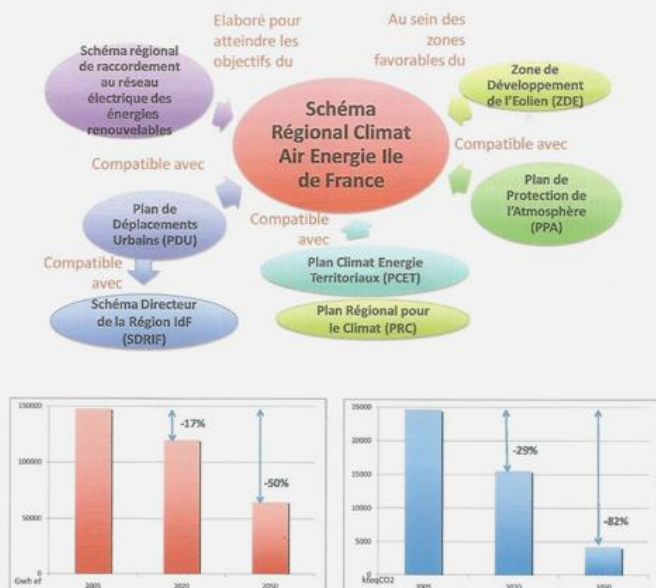 Elaboré pour
atteindre les
objectifs du
Au sein des
zones
favorables du
Schéma régional
de raccordement
au réseau
électrique des
énergies
renouvelables
Schéma
Régional Climat
Air Energie Ile
de France
Zone de
Développement
de l'Eolien (ZDE)
Compatible avec
Compatible avec
Plan de
Protection de
l'Atmosphère
(PPA)
Plan de
Déplacements
Urbains (PDU)
Compatible
avec
Plan Climat Energie
Territoriaux (PCET)
Compatible
avec
Schéma Directeur
de la Région IdF
(SDRIF)
Plan Régional pour
le Climat (PRC)
150000
100000
50000
0
Gwh ef
-17%
-50%
2005
2020
2050
25000
20000
15000
10000
5000
0
kteqCO2
-29%
-82%
2005
2020
2050